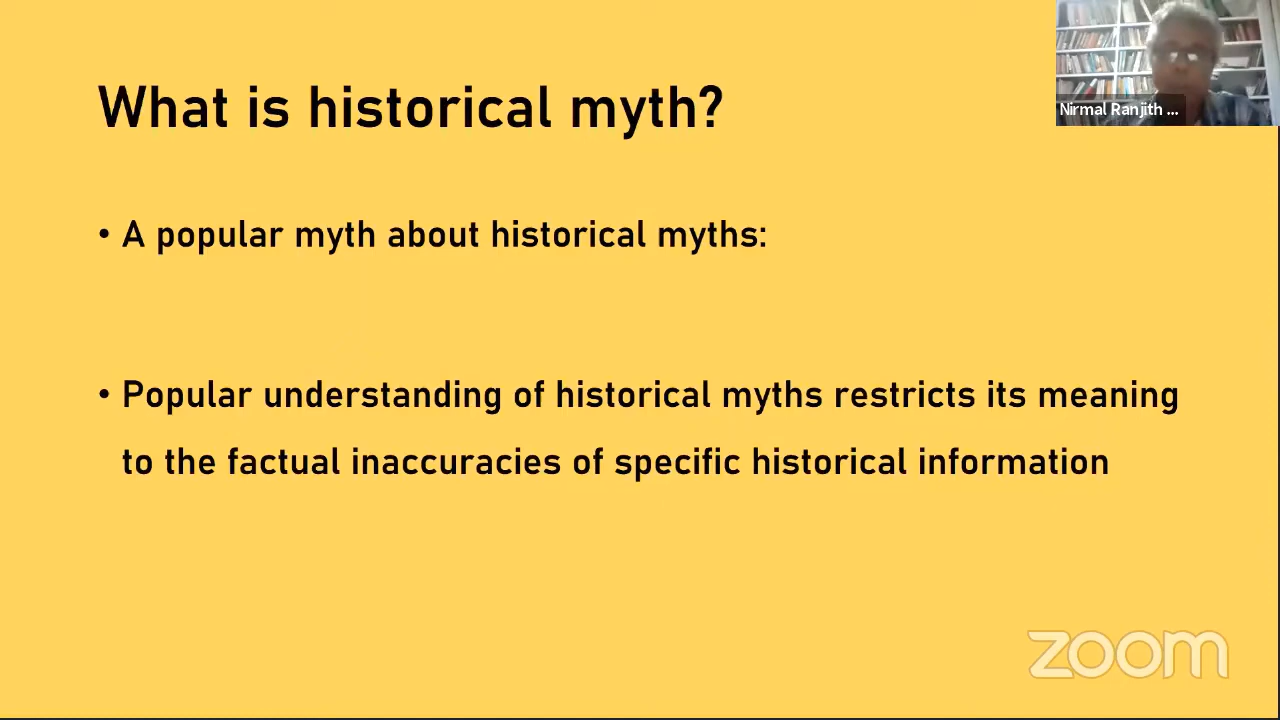 What is historical myth?
Nirmal Ranjith ...
• A popular myth about historical myths:
• Popular understanding of historical myths restricts its meaning
to the factual inaccuracies of specific historical information
zoom